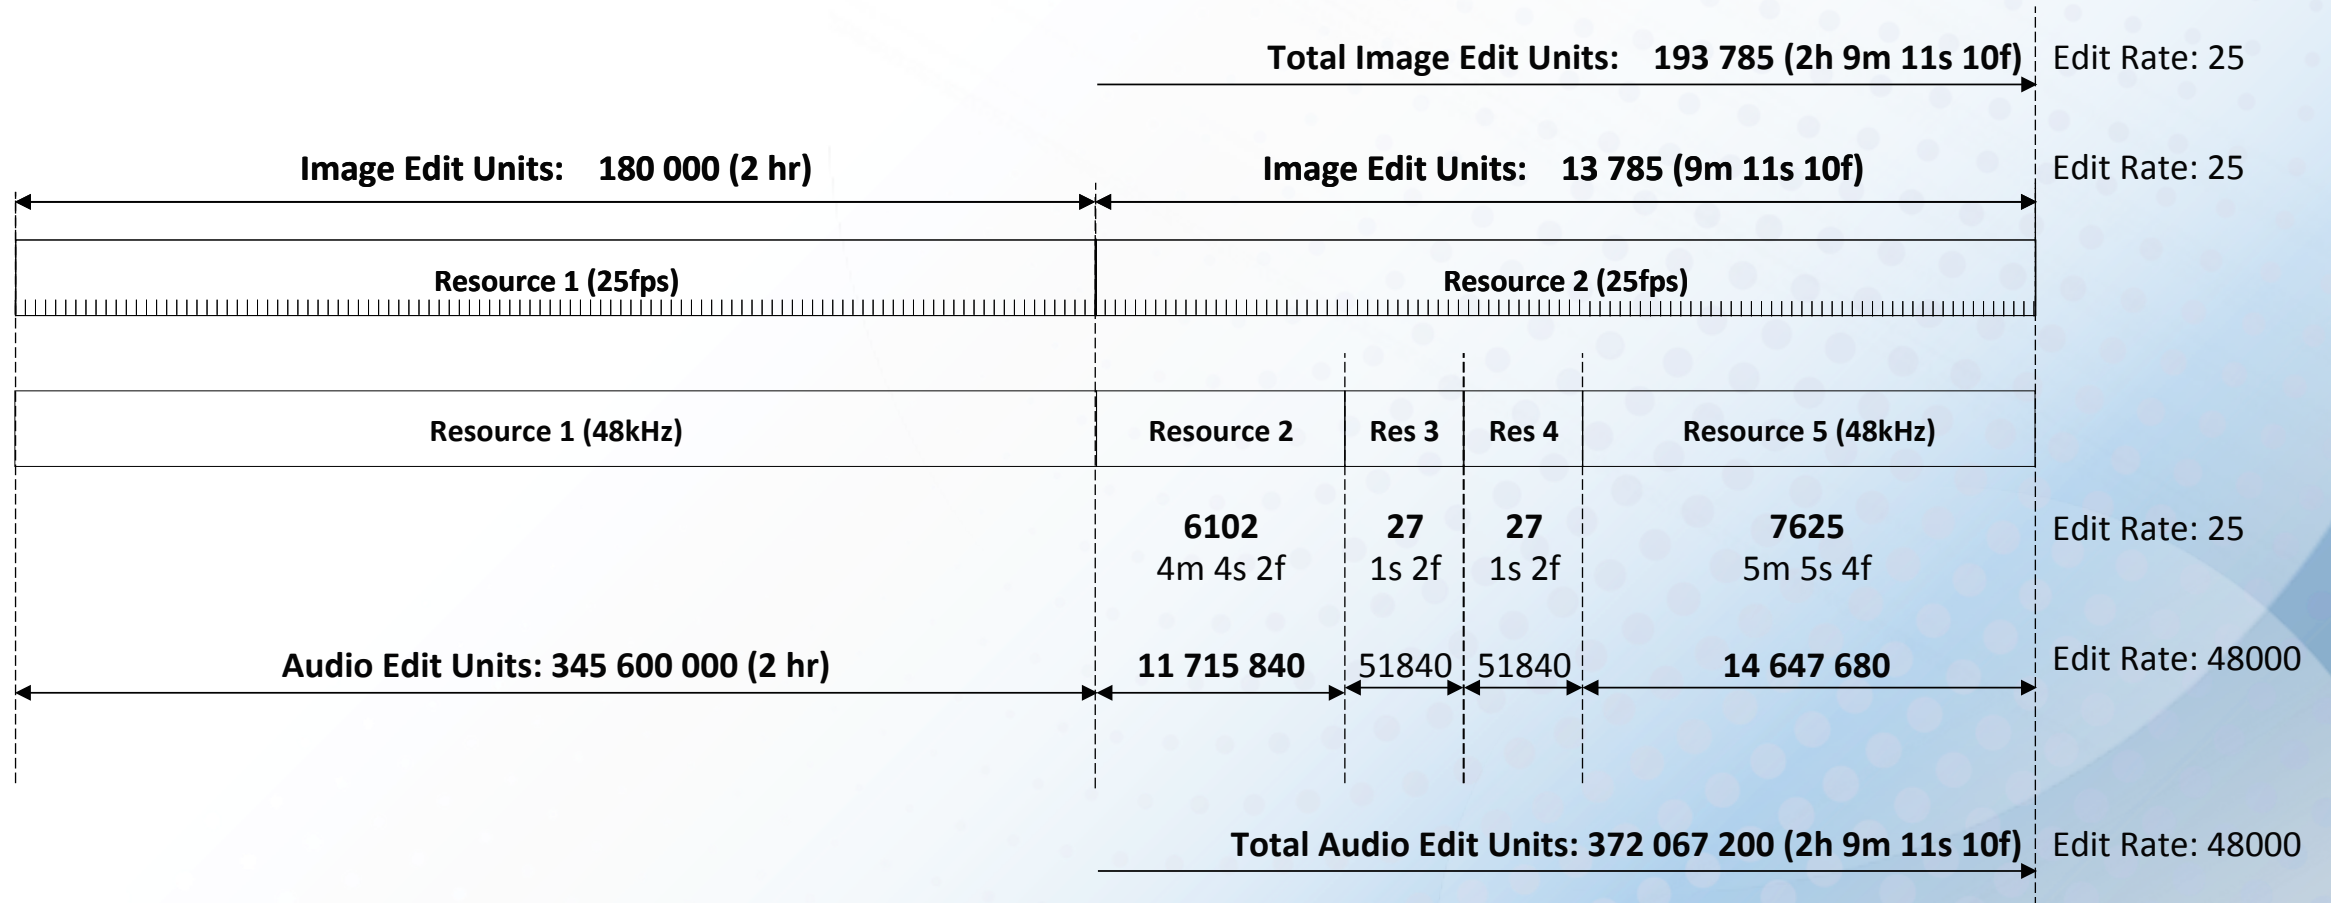 Total Image Edit Units: 193 785 (2h 9m 11s 10f) Edit Rate: 25
Image Edit Units: 180 000 (2 hr) Image Edit Units: 13 785 (9m 11s 10f) Edit Rate: 25
Resource 1 (25fps) Resource 2 (25fps)
Resource 1 (48kHz) Resource 2 Res 3 Res 4 Resource 5 (48kHz)
6102 27 27 7625 Edit Rate: 25
4m 4s 2f 1s 2f 1s 2f 5m 5s 4f
Audio Edit Units: 345 600 000 (2 hr) 11 715 840 51840 51840 14 647 680 Edit Rate: 48000
Total Audio Edit Units: 372 067 200 (2h 9m 11s 10f) Edit Rate: 48000